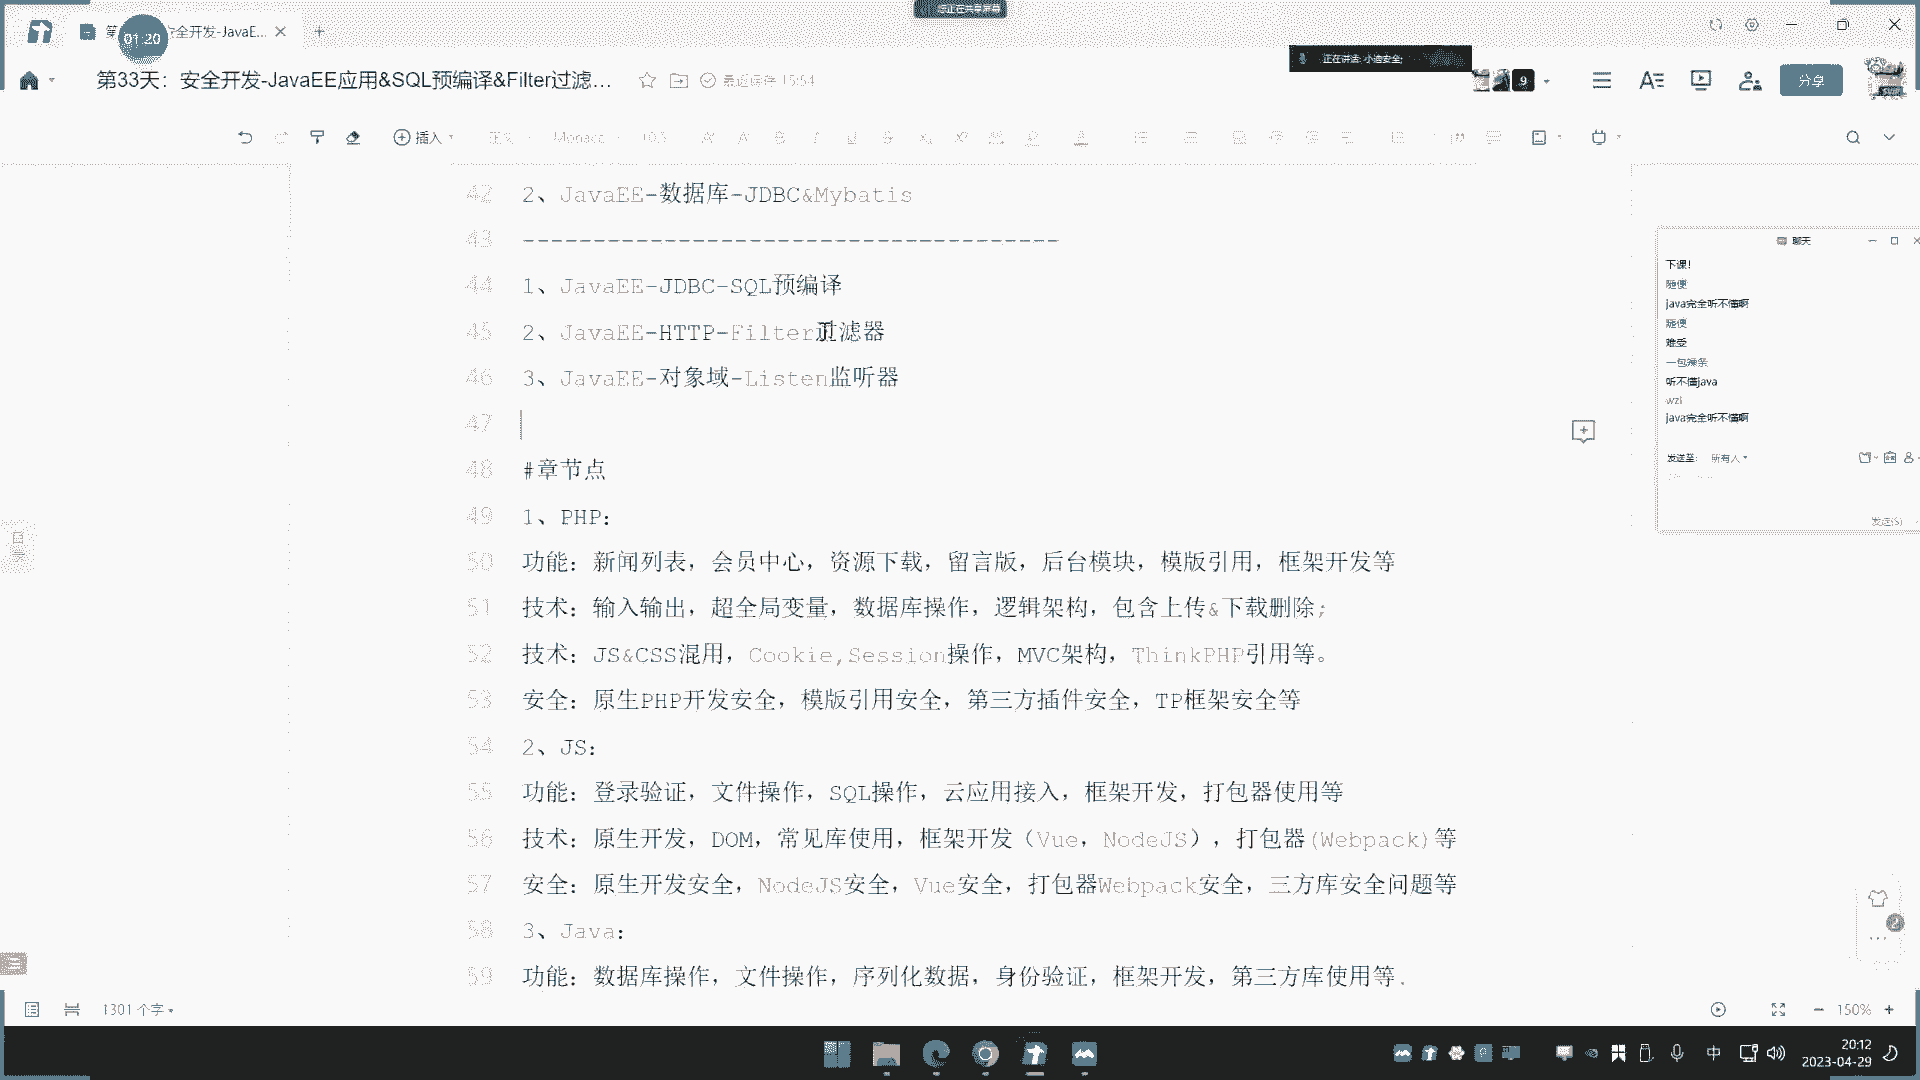 您正在共享屏幕
01:20
安全开发-JavaE...
正在讲话: 小迪安全;
第33天：安全开发-JavaEE应用&SQL预编译&Filter过滤...
最近保存 15:54
9
分享
插入
正文
Monaco
10.5
42 2、JavaEE-数据库-JDBC&Mybatis
43 --------------------------------------
44 1、JavaEE-JDBC-SQL预编译
45 2、JavaEE-HTTP-Filter过滤器
46 3、JavaEE-对象域-Listen监听器
47
48 #章节点
49 1、PHP：
50 功能：新闻列表，会员中心，资源下载，留言版，后台模块，模版引用，框架开发等
51 技术：输入输出，超全局变量，数据库操作，逻辑架构，包含上传&下载删除;
52 技术：JS&CSS混用，Cookie,Session操作，MVC架构，ThinkPHP引用等。
53 安全：原生PHP开发安全，模版引用安全，第三方插件安全，TP框架安全等
54 2、JS：
55 功能：登录验证，文件操作，SQL操作，云应用接入，框架开发，打包器使用等
56 技术：原生开发，DOM，常见库使用，框架开发（Vue，NodeJS），打包器(Webpack)等
57 安全：原生开发安全，NodeJS安全，Vue安全，打包器Webpack安全，三方库安全问题等
58 3、Java：
59 功能：数据库操作，文件操作，序列化数据，身份验证，框架开发，第三方库使用等.
聊天
下课！
随便
java完全听不懂啊
随便
难受
一包辣条
听不懂java
wzl
java完全听不懂啊
发送至: 所有人
发送(S)
目录
1301 个字
150%
中
20:12
2023-04-29